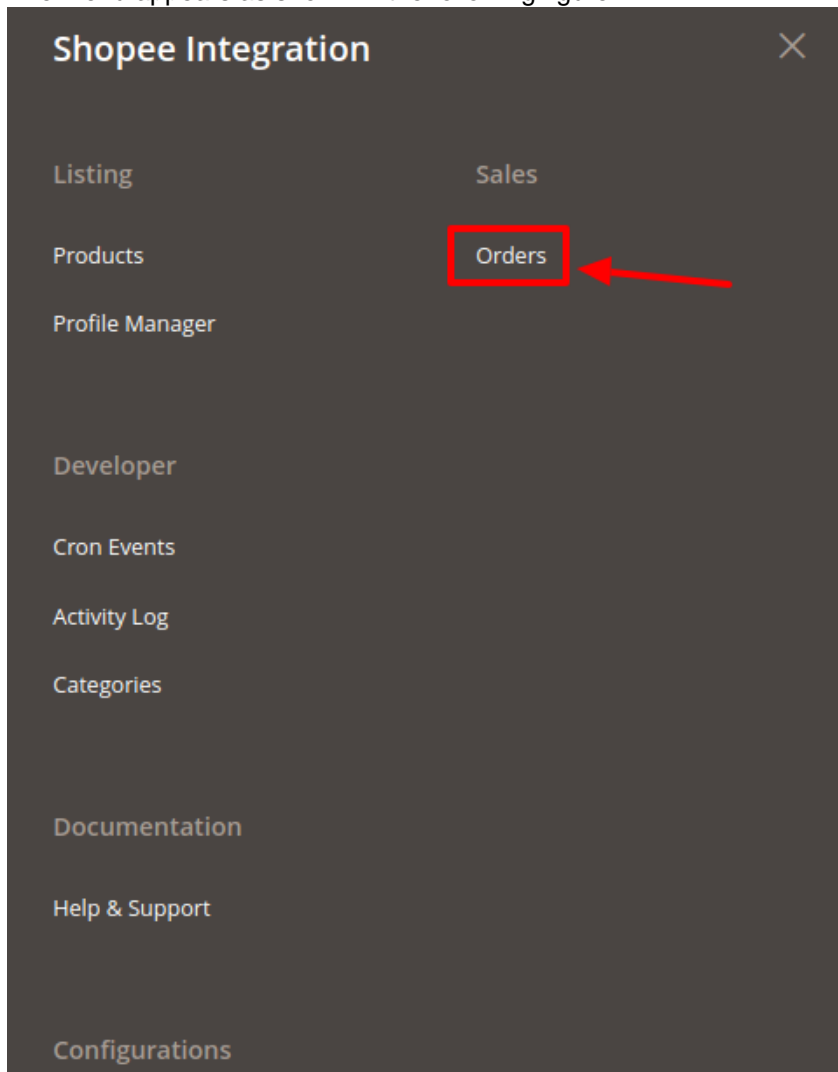 Shopee Integration
Listing
Sales
Products
Orders
Profile Manager
Developer
Cron Events
Activity Log
Categories
Documentation
Help & Support
Configurations